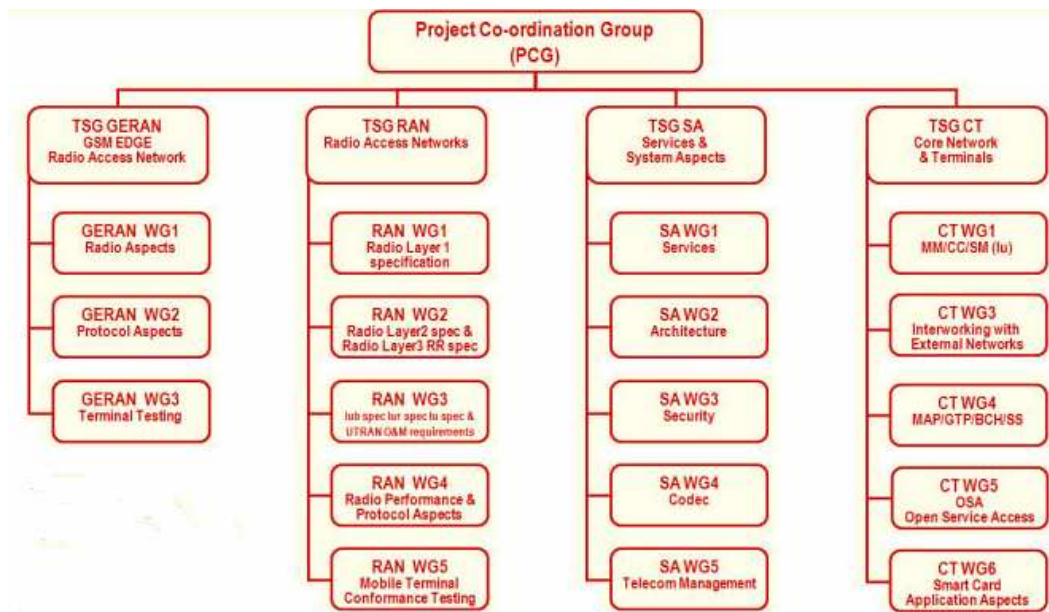 Project Co-ordination Group
(PCG)
TSG GERAN
GSM EDGE
Radio Access Network
GERAN WG1
Radio Aspects
GERAN WG2
Protocol Aspects
GERAN WG3
Terminal Testing
TSG RAN
Radio Access Networks
RAN WG1
Radio Layer 1
specification
RAN WG2
Radio Layer2 spec &
Radio Layer3 RR spec
RAN WG3
Iub spec Iur spec Iu spec &
UTRAN O&M requirements
RAN WG4
Radio Performance &
Protocol Aspects
RAN WG5
Mobile Terminal
Conformance Testing
TSG SA
Services &
System Aspects
SA WG1
Services
SA WG2
Architecture
SA WG3
Security
SA WG4
Codec
SA WG5
Telecom Management
TSG CT
Core Network
& Terminals
CT WG1
MM/CC/SM (Iu)
CT WG3
Interworking with
External Networks
CT WG4
MAP/GTP/BCH/SS
CT WG5
OSA
Open Service Access
CT WG6
Smart Card
Application Aspects